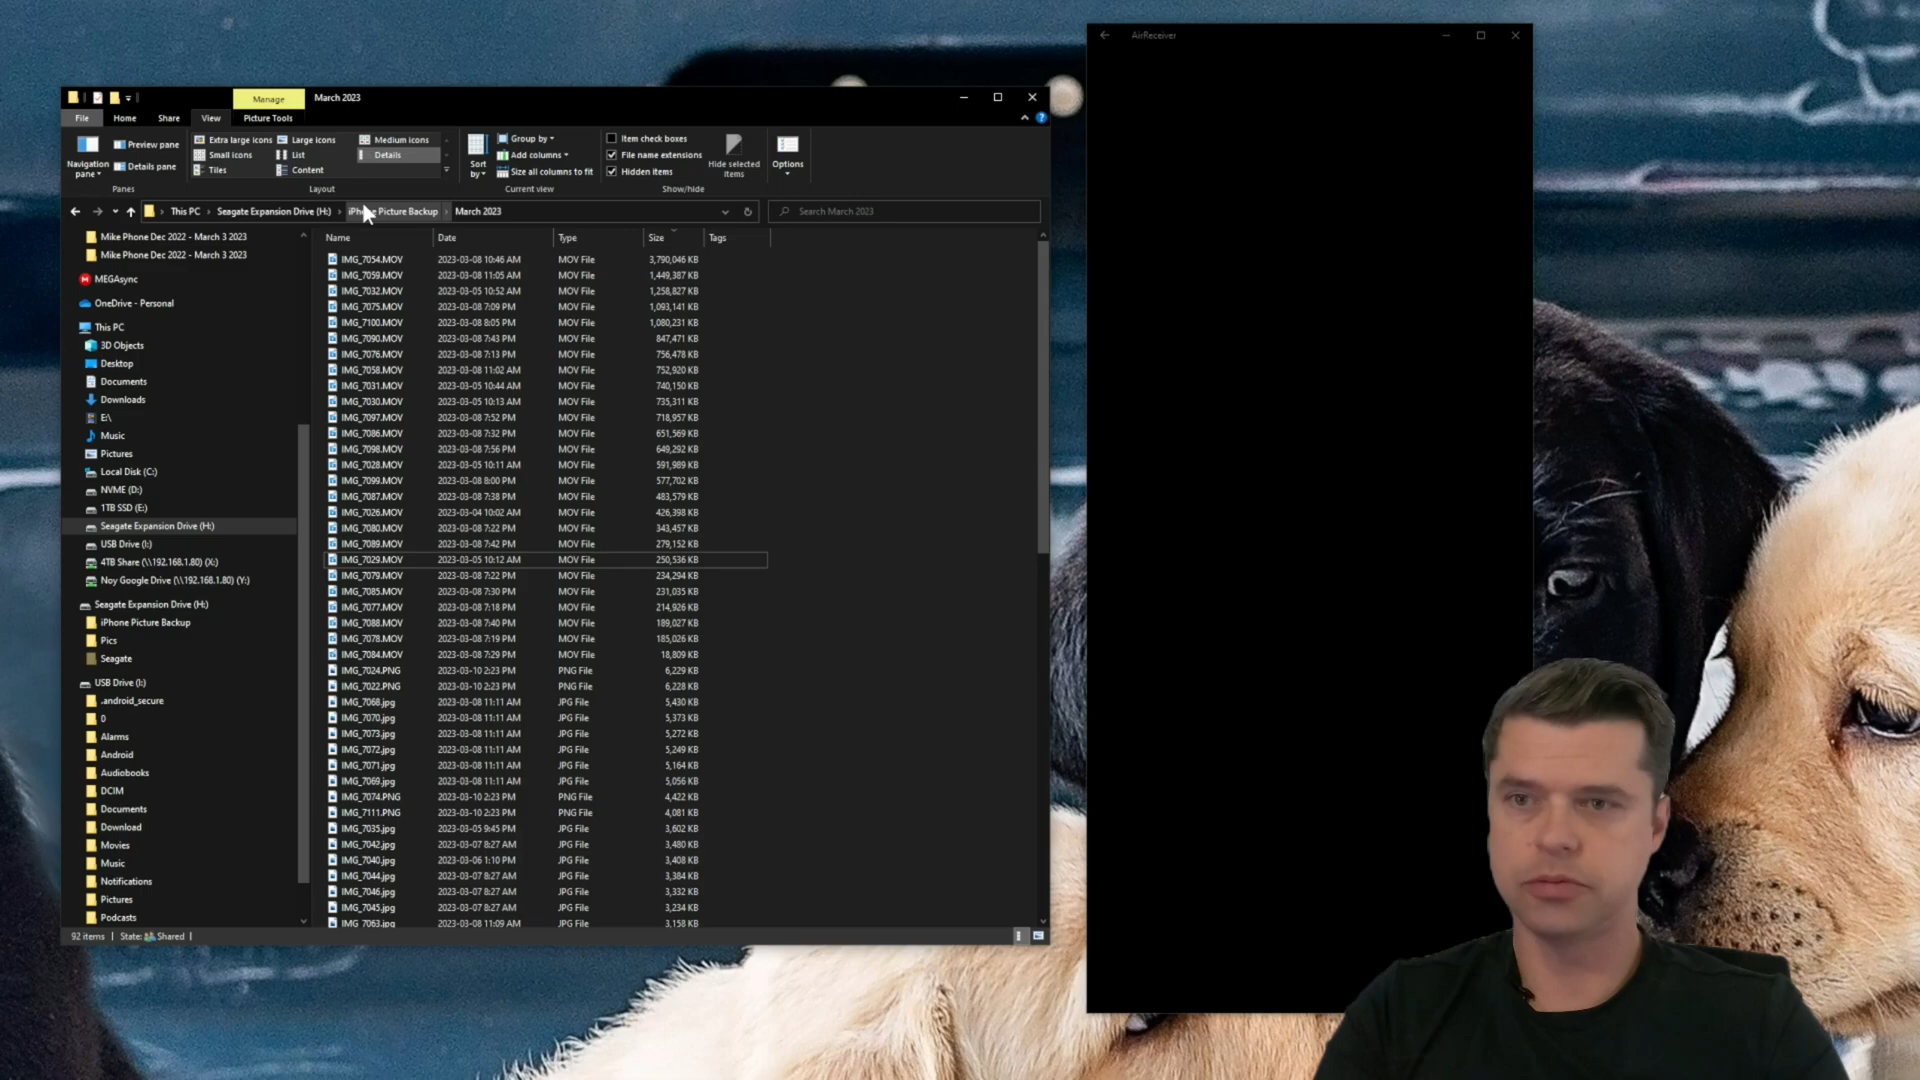 AirReceiver
Manage
March 2023
File
Home
Share
View
Picture Tools
Navigation pane
Preview pane
Details pane
Panes
Extra large icons
Large icons
Medium icons
Small icons
List
Details
Tiles
Content
Layout
Sort by
Group by
Add columns
Size all columns to fit
Current view
Item check boxes
File name extensions
Hidden items
Hide selected items
Show/hide
Options
This PC > Seagate Expansion Drive (H:) > iPhone Picture Backup > March 2023
Search March 2023
Mike Phone Dec 2022 - March 3 2023
Mike Phone Dec 2022 - March 3 2023
MEGAsync
OneDrive - Personal
This PC
3D Objects
Desktop
Documents
Downloads
E:\
Music
Pictures
Local Disk (C:)
NVME (D:)
1TB SSD (E:)
Seagate Expansion Drive (H:)
USB Drive (I:)
4TB Share (\\192.168.1.80) (X:)
Noy Google Drive (\\192.168.1.80) (Y:)
Seagate Expansion Drive (H:)
iPhone Picture Backup
Pics
Seagate
USB Drive (I:)
.android_secure
0
Alarms
Android
Audiobooks
DCIM
Documents
Download
Movies
Music
Notifications
Pictures
Podcasts
Name Date Type Size Tags
IMG_7054.MOV 2023-03-08 10:46 AM MOV File 3,790,046 KB
IMG_7059.MOV 2023-03-08 11:05 AM MOV File 1,449,387 KB
IMG_7032.MOV 2023-03-05 10:52 AM MOV File 1,258,827 KB
IMG_7075.MOV 2023-03-08 7:09 PM MOV File 1,093,141 KB
IMG_7100.MOV 2023-03-08 8:05 PM MOV File 1,080,231 KB
IMG_7090.MOV 2023-03-08 7:43 PM MOV File 847,471 KB
IMG_7076.MOV 2023-03-08 7:13 PM MOV File 756,478 KB
IMG_7058.MOV 2023-03-08 11:02 AM MOV File 752,920 KB
IMG_7031.MOV 2023-03-05 10:44 AM MOV File 740,150 KB
IMG_7030.MOV 2023-03-05 10:13 AM MOV File 735,311 KB
IMG_7097.MOV 2023-03-08 7:52 PM MOV File 718,957 KB
IMG_7086.MOV 2023-03-08 7:32 PM MOV File 651,569 KB
IMG_7098.MOV 2023-03-08 7:56 PM MOV File 649,292 KB
IMG_7028.MOV 2023-03-05 10:11 AM MOV File 591,989 KB
IMG_7099.MOV 2023-03-08 8:00 PM MOV File 577,702 KB
IMG_7087.MOV 2023-03-08 7:38 PM MOV File 483,579 KB
IMG_7026.MOV 2023-03-04 10:02 AM MOV File 426,398 KB
IMG_7080.MOV 2023-03-08 7:22 PM MOV File 343,457 KB
IMG_7089.MOV 2023-03-08 7:42 PM MOV File 279,152 KB
IMG_7029.MOV 2023-03-05 10:12 AM MOV File 250,536 KB
IMG_7079.MOV 2023-03-08 7:22 PM MOV File 234,294 KB
IMG_7085.MOV 2023-03-08 7:30 PM MOV File 231,035 KB
IMG_7077.MOV 2023-03-08 7:18 PM MOV File 214,926 KB
IMG_7088.MOV 2023-03-08 7:40 PM MOV File 189,027 KB
IMG_7078.MOV 2023-03-08 7:19 PM MOV File 185,026 KB
IMG_7084.MOV 2023-03-08 7:29 PM MOV File 18,809 KB
IMG_7024.PNG 2023-03-10 2:23 PM PNG File 6,229 KB
IMG_7022.PNG 2023-03-10 2:23 PM PNG File 6,228 KB
IMG_7068.jpg 2023-03-08 11:11 AM JPG File 5,430 KB
IMG_7070.jpg 2023-03-08 11:11 AM JPG File 5,373 KB
IMG_7073.jpg 2023-03-08 11:11 AM JPG File 5,272 KB
IMG_7072.jpg 2023-03-08 11:11 AM JPG File 5,249 KB
IMG_7071.jpg 2023-03-08 11:11 AM JPG File 5,164 KB
IMG_7069.jpg 2023-03-08 11:11 AM JPG File 5,056 KB
IMG_7074.PNG 2023-03-10 2:23 PM PNG File 4,422 KB
IMG_7111.PNG 2023-03-10 2:23 PM PNG File 4,081 KB
IMG_7035.jpg 2023-03-05 9:45 PM JPG File 3,602 KB
IMG_7042.jpg 2023-03-07 8:27 AM JPG File 3,480 KB
IMG_7040.jpg 2023-03-06 1:10 PM JPG File 3,408 KB
IMG_7044.jpg 2023-03-07 8:27 AM JPG File 3,384 KB
IMG_7046.jpg 2023-03-07 8:27 AM JPG File 3,332 KB
IMG_7045.jpg 2023-03-07 8:27 AM JPG File 3,234 KB
IMG_7063.jpg 2023-03-08 11:09 AM JPG File 3,158 KB
92 items State: Shared